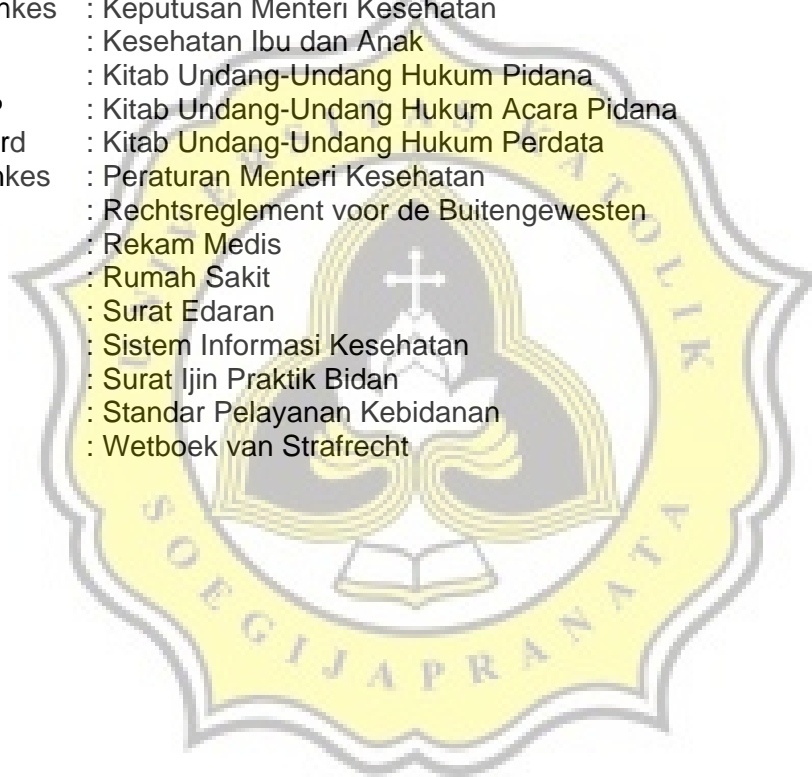 nkes : Keputusan Menteri Kesehatan
: Kesehatan Ibu dan Anak
: Kitab Undang-Undang Hukum Pidana
P : Kitab Undang-Undang Hukum Acara Pidana
rd : Kitab Undang-Undang Hukum Perdata
nkes : Peraturan Menteri Kesehatan
: Rechtsreglement voor de Buitengewesten
: Rekam Medis
: Rumah Sakit
: Surat Edaran
: Sistem Informasi Kesehatan
: Surat Ijin Praktik Bidan
: Standar Pelayanan Kebidanan
: Wetboek van Strafrecht
UNIVERSITAS KATOLIK
SOEGIJAPRANATA